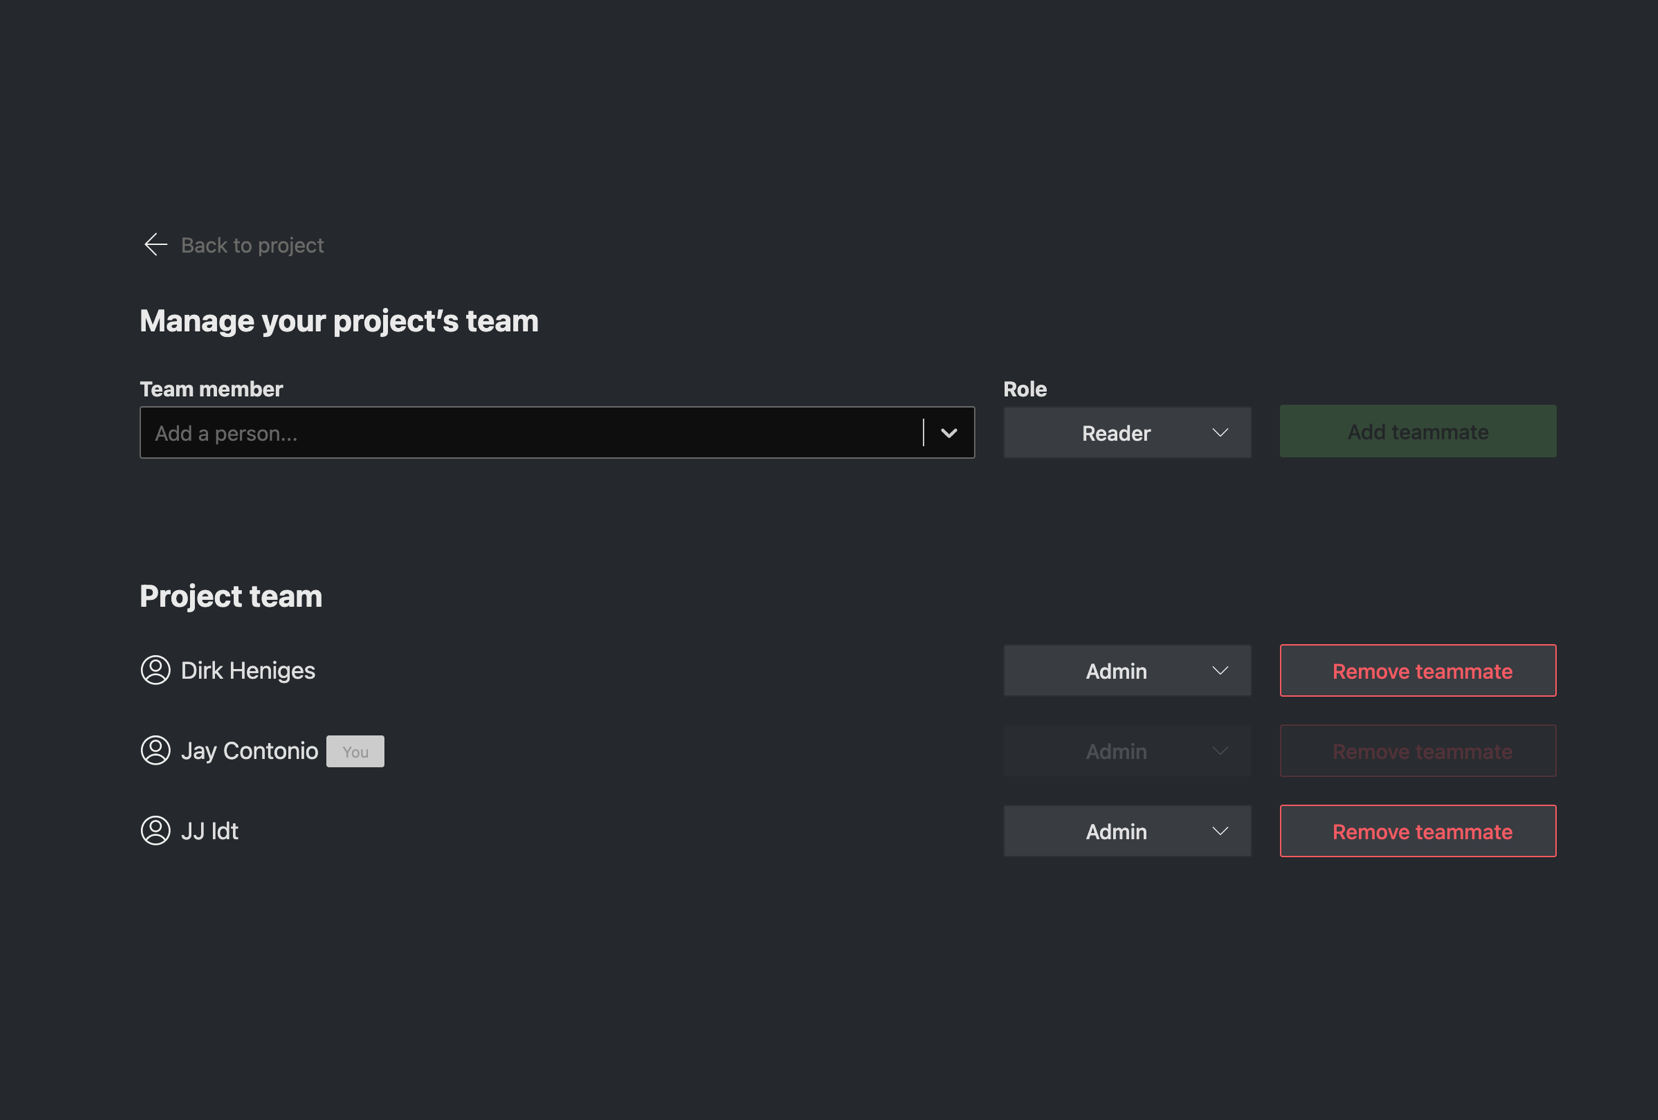 Back to project
Manage your project’s team
Team member
Role
Add a person...
Reader
Add teammate
Project team
Dirk Heniges
Admin
Remove teammate
Jay Contonio You
Admin
Remove teammate
JJ Idt
Admin
Remove teammate